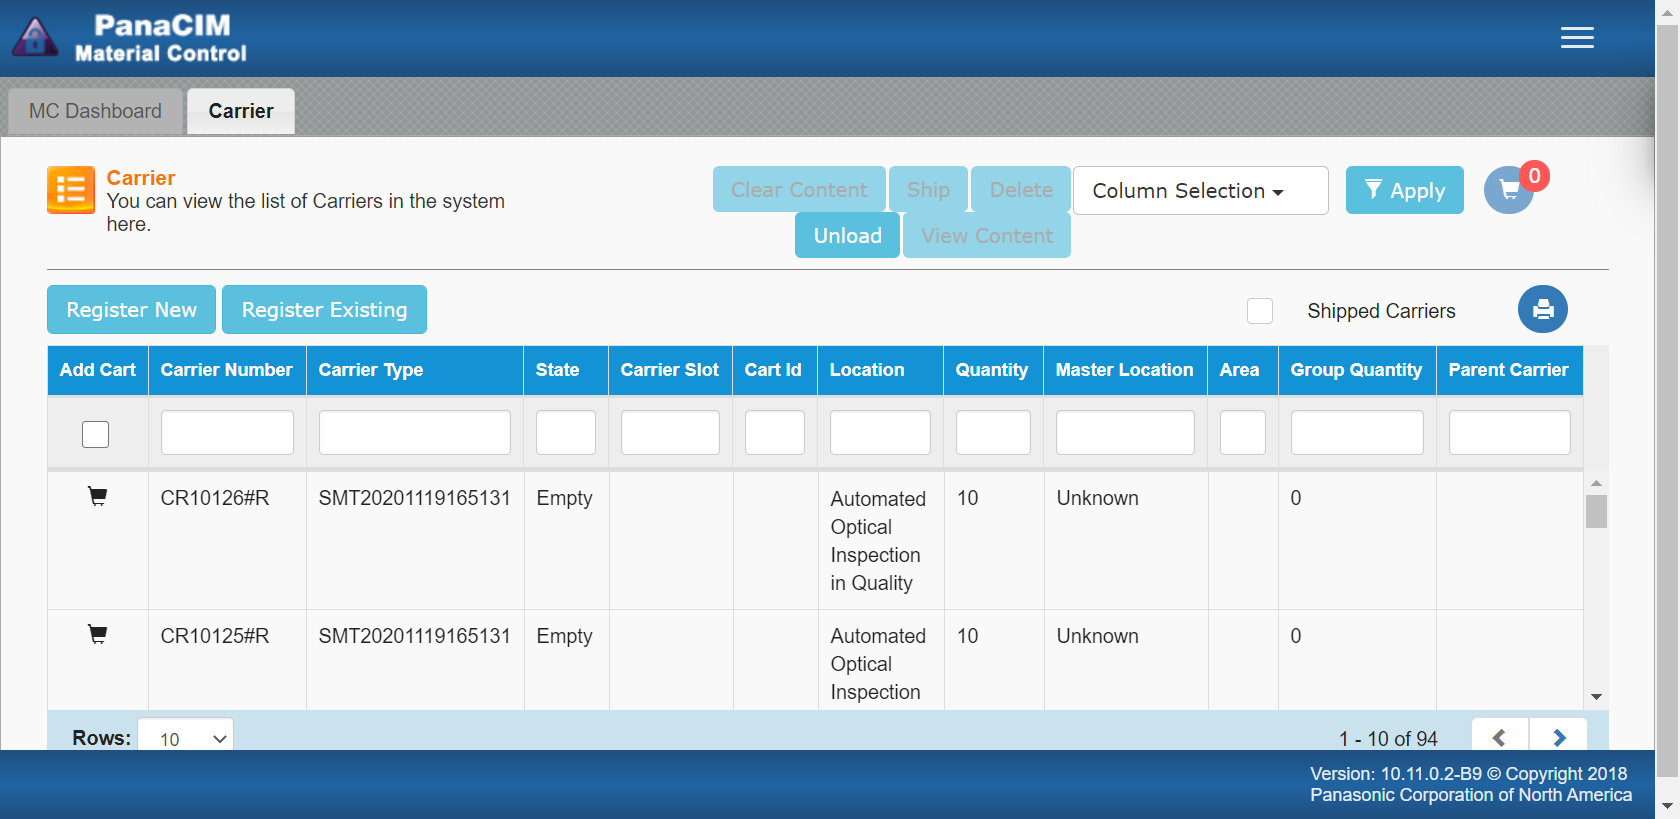 PanaCIM
Material Control
MC Dashboard
Carrier
Carrier
You can view the list of Carriers in the system
here.
Clear Content
Ship
Delete
Column Selection
Apply
0
Unload
View Content
Register New
Register Existing
Shipped Carriers
Add Cart
Carrier Number
Carrier Type
State
Carrier Slot
Cart Id
Location
Quantity
Master Location
Area
Group Quantity
Parent Carrier
CR10126#R
SMT20201119165131
Empty
Automated
Optical
Inspection
in Quality
10
Unknown
0
CR10125#R
SMT20201119165131
Empty
Automated
Optical
Inspection
10
Unknown
0
Rows:
10
1 - 10 of 94
Version: 10.11.0.2-B9 © Copyright 2018
Panasonic Corporation of North America